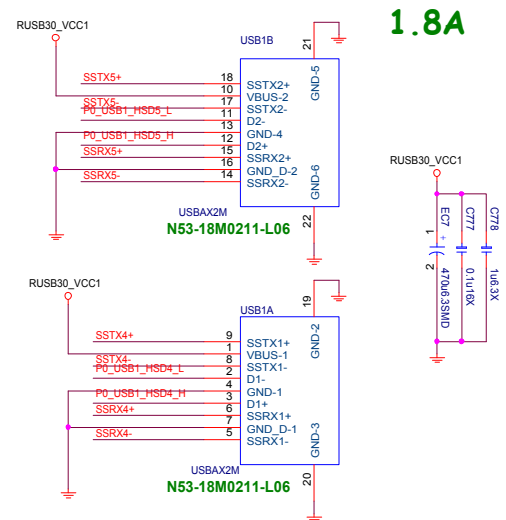 1.8A
RUSB30_VCC1
USB1B
21
GND-5
SSTX5+ 18 SSTX2+
10 VBUS-2
SSTX5- 17 SSTX2-
P0_USB1_HSD5_L 11 D2-
13 GND-4
P0_USB1_HSD5_H 12 D2+
SSRX5+ 15 SSRX2+
16 GND_D-2
SSRX5- 14 SSRX2-
GND-6
22
USBAX2M
N53-18M0211-L06
RUSB30_VCC1
1
+
2
EC7
470u6.3SMD
C777
0.1u16X
C778
1u6.3X
RUSB30_VCC1
USB1A
19
GND-2
SSTX4+ 9 SSTX1+
1 VBUS-1
SSTX4- 8 SSTX1-
P0_USB1_HSD4_L 2 D1-
4 GND-1
P0_USB1_HSD4_H 3 D1+
SSRX4+ 6 SSRX1+
7 GND_D-1
SSRX4- 5 SSRX1-
GND-3
20
USBAX2M
N53-18M0211-L06